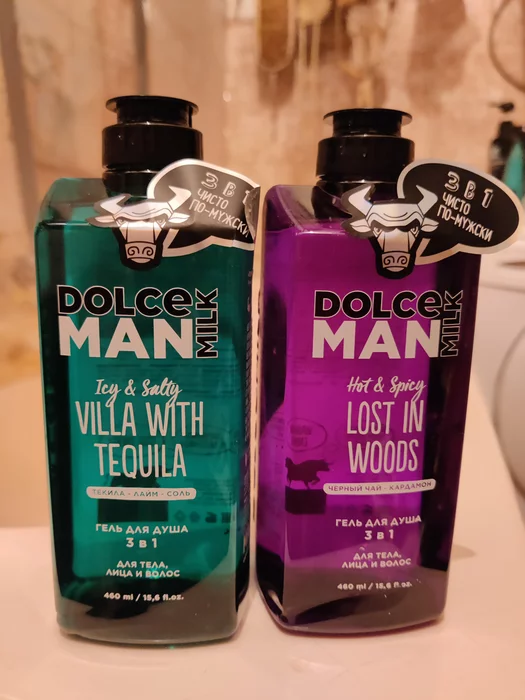 3 В 1
ЧИСТО
ПО-МУЖСКИ
DOLCE
MAN
MILK
Icy & Salty
VILLA WITH
TEQUILA
ТЕКИЛА - ЛАЙМ - СОЛЬ
ГЕЛЬ ДЛЯ ДУША
3 в 1
ДЛЯ ТЕЛА,
ЛИЦА И ВОЛОС
460 ml / 15,6 fl.oz.
3 В 1
ЧИСТО
ПО-МУЖСКИ
DOLCE
MAN
MILK
Hot & Spicy
LOST IN
WOODS
ЧЕРНЫЙ ЧАЙ - КАРДАМОН
ГЕЛЬ ДЛЯ ДУША
3 в 1
ДЛЯ ТЕЛА,
ЛИЦА И ВОЛОС
460 ml / 15,6 fl.oz.